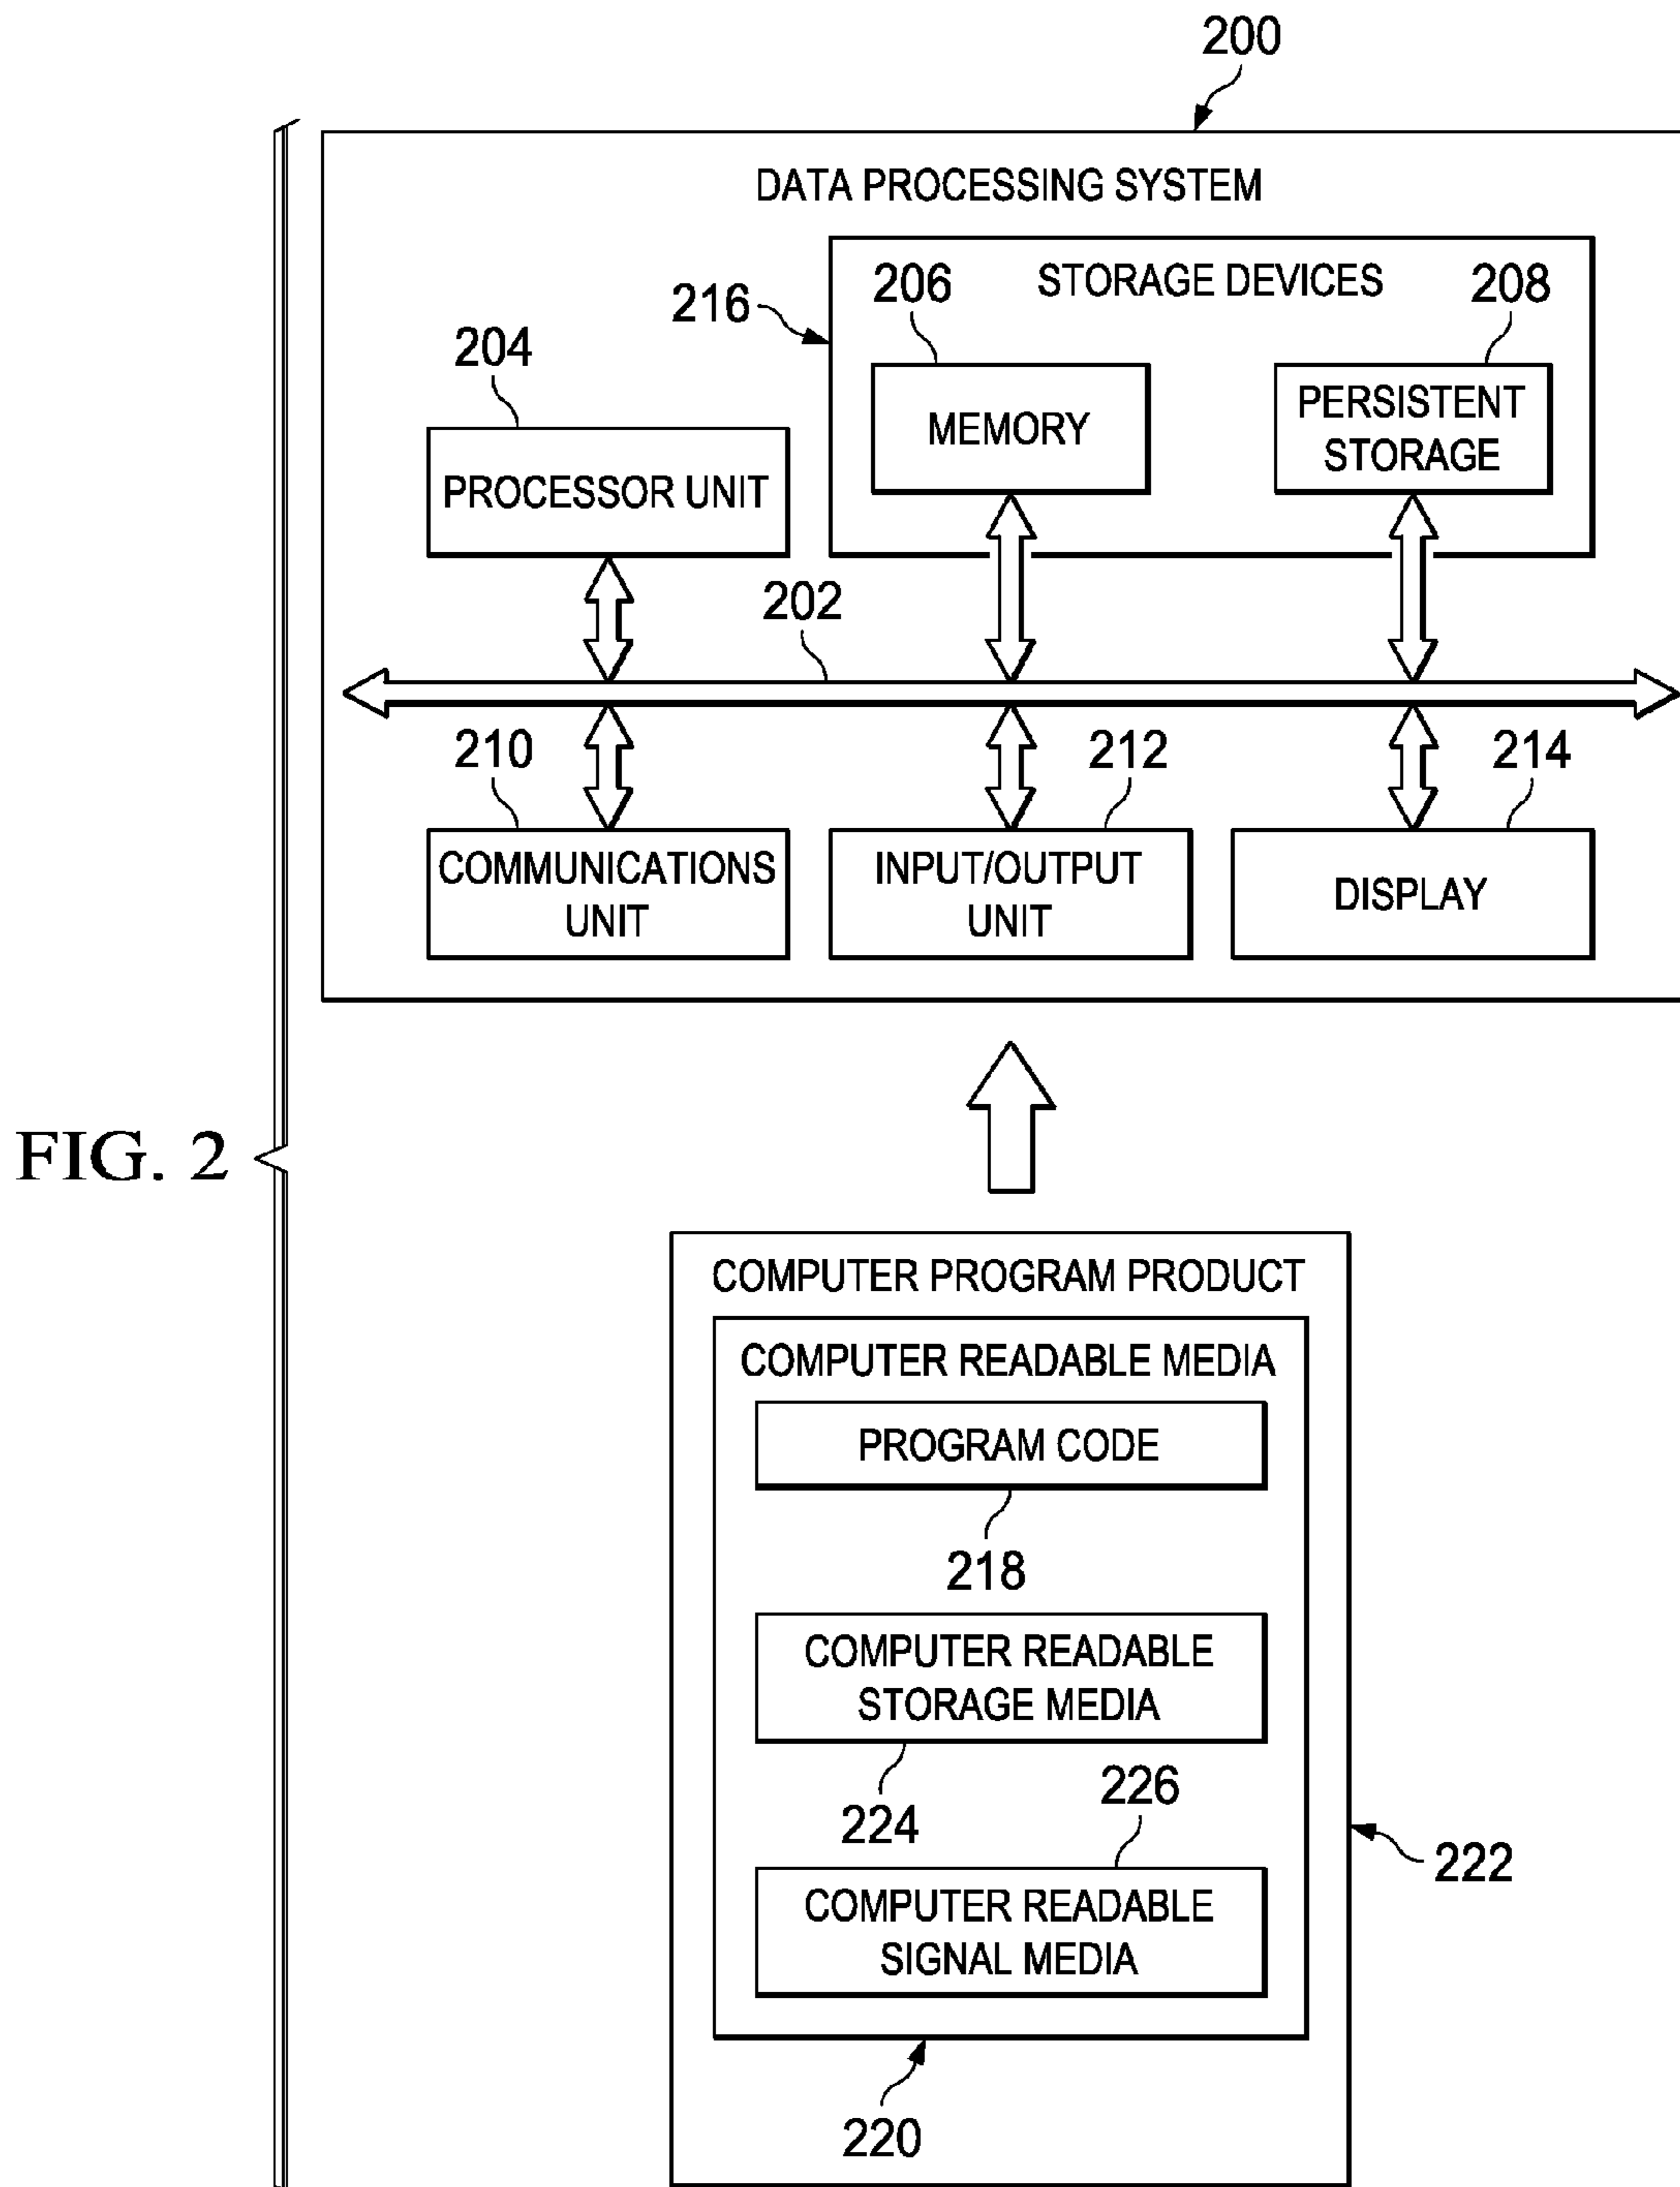 200
DATA PROCESSING SYSTEM
STORAGE DEVICES
206
208
216
204
MEMORY
PERSISTENT
STORAGE
PROCESSOR UNIT
202
210
212
214
COMMUNICATIONS
UNIT
INPUT/OUTPUT
UNIT
DISPLAY
FIG. 2
COMPUTER PROGRAM PRODUCT
COMPUTER READABLE MEDIA
PROGRAM CODE
218
COMPUTER READABLE
STORAGE MEDIA
224
226
222
COMPUTER READABLE
SIGNAL MEDIA
220